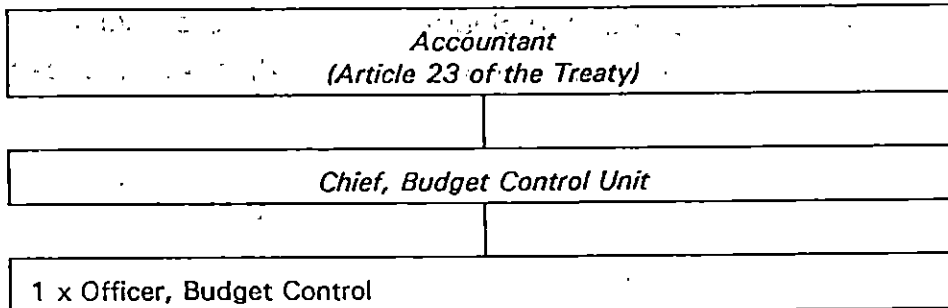 Accountant
(Article 23 of the Treaty)
Chief, Budget Control Unit
1 x Officer, Budget Control